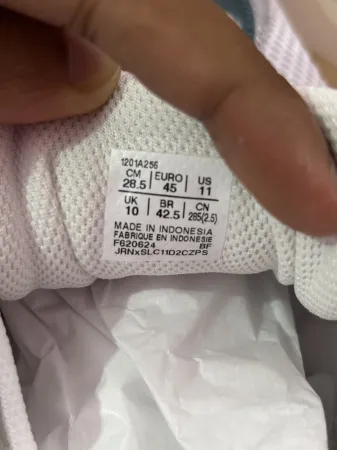 1201A256
CM EURO US
28.5 45 11
UK BR CN
10 42.5 285(2.5)
MADE IN INDONESIA
FABRIQUE EN INDONESIE
F620624 BF
JRNxSLC11D2CZPS